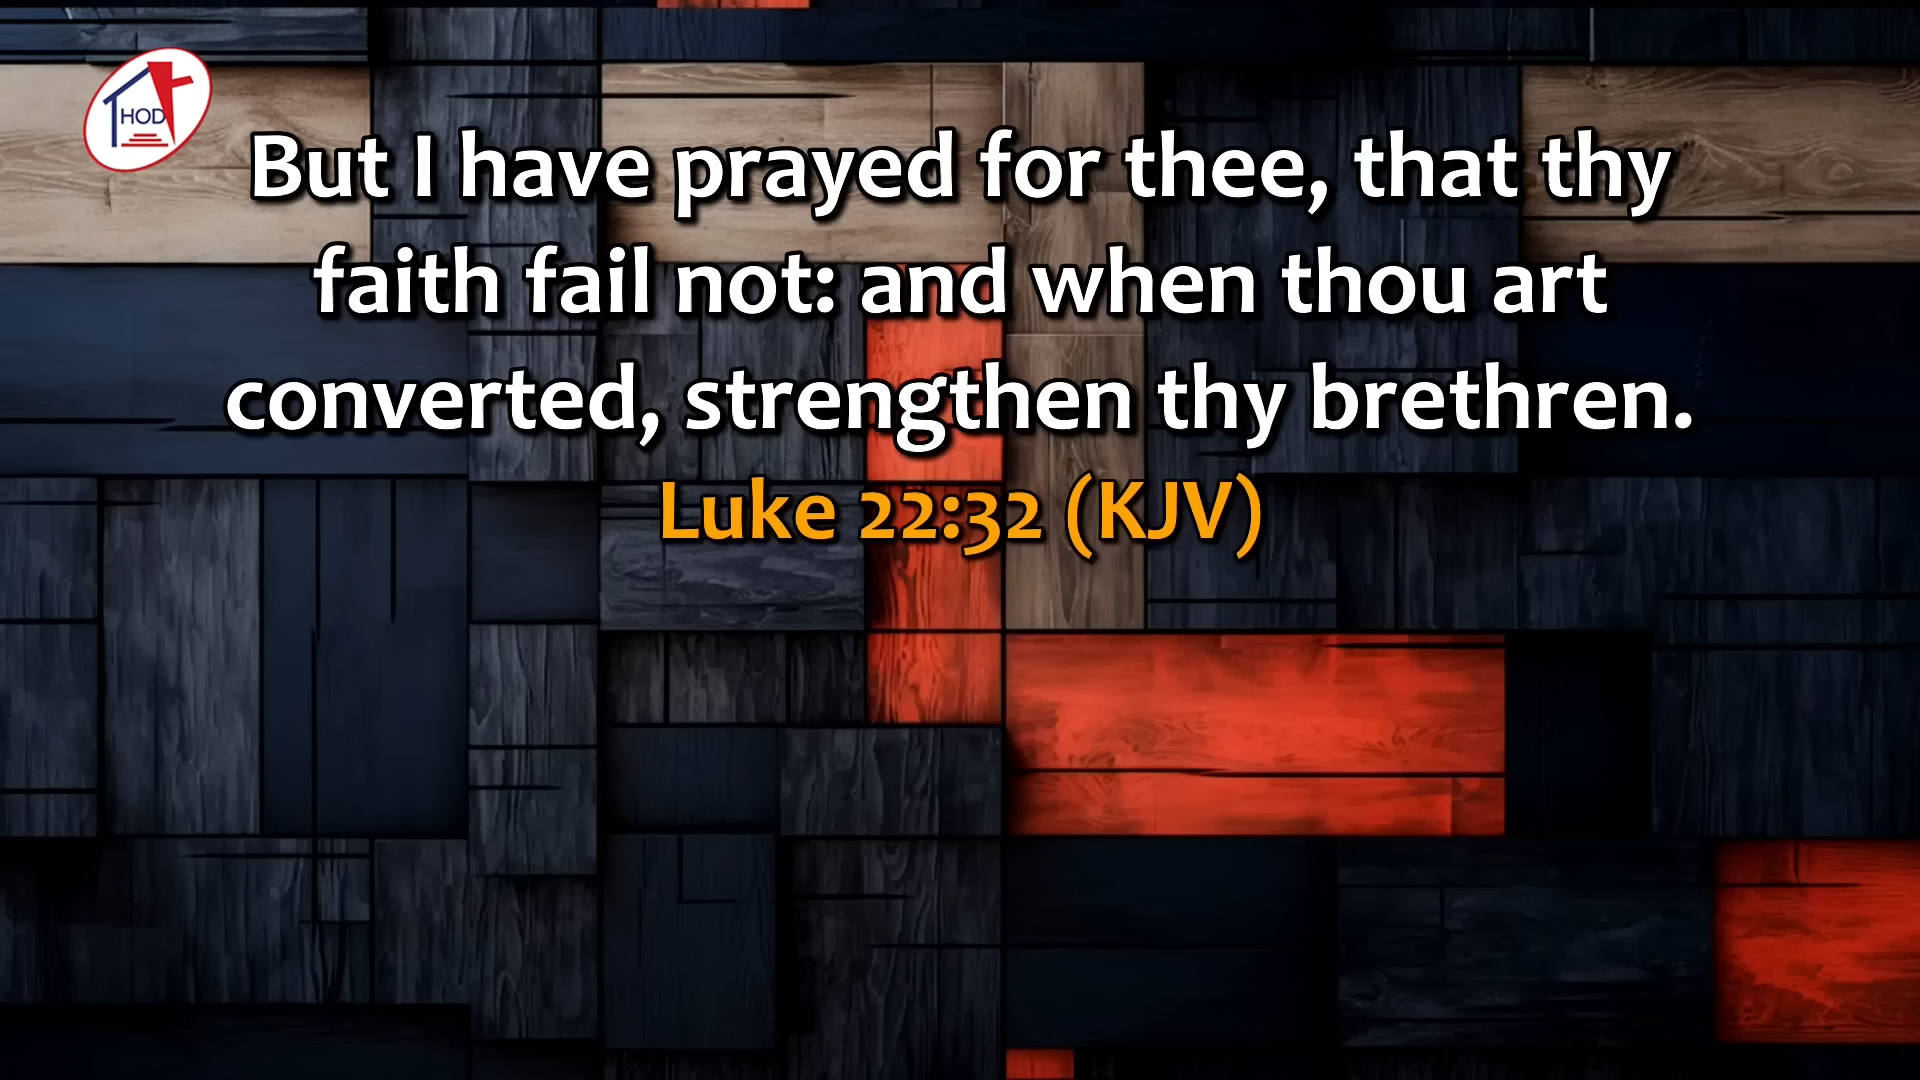 HOD
But I have prayed for thee, that thy
faith fail not: and when thou art
converted, strengthen thy brethren.
Luke 22:32 (KJV)